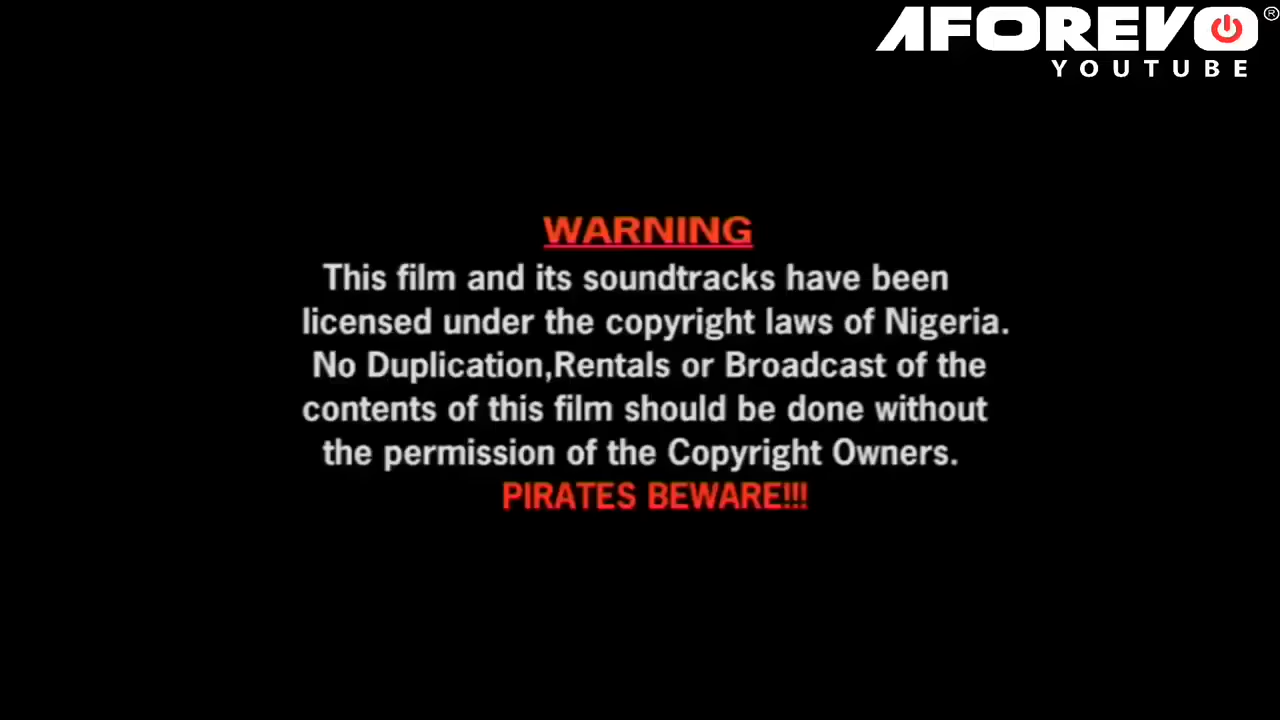 AFOREVO®
YOUTUBE
WARNING
This film and its soundtracks have been
licensed under the copyright laws of Nigeria.
No Duplication,Rentals or Broadcast of the
contents of this film should be done without
the permission of the Copyright Owners.
PIRATES BEWARE!!!